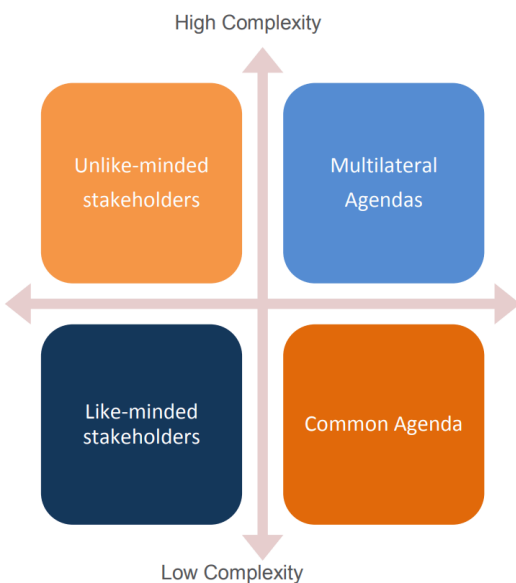 High Complexity
Unlike-minded
stakeholders
Multilateral
Agendas
Like-minded
stakeholders
Common Agenda
Low Complexity